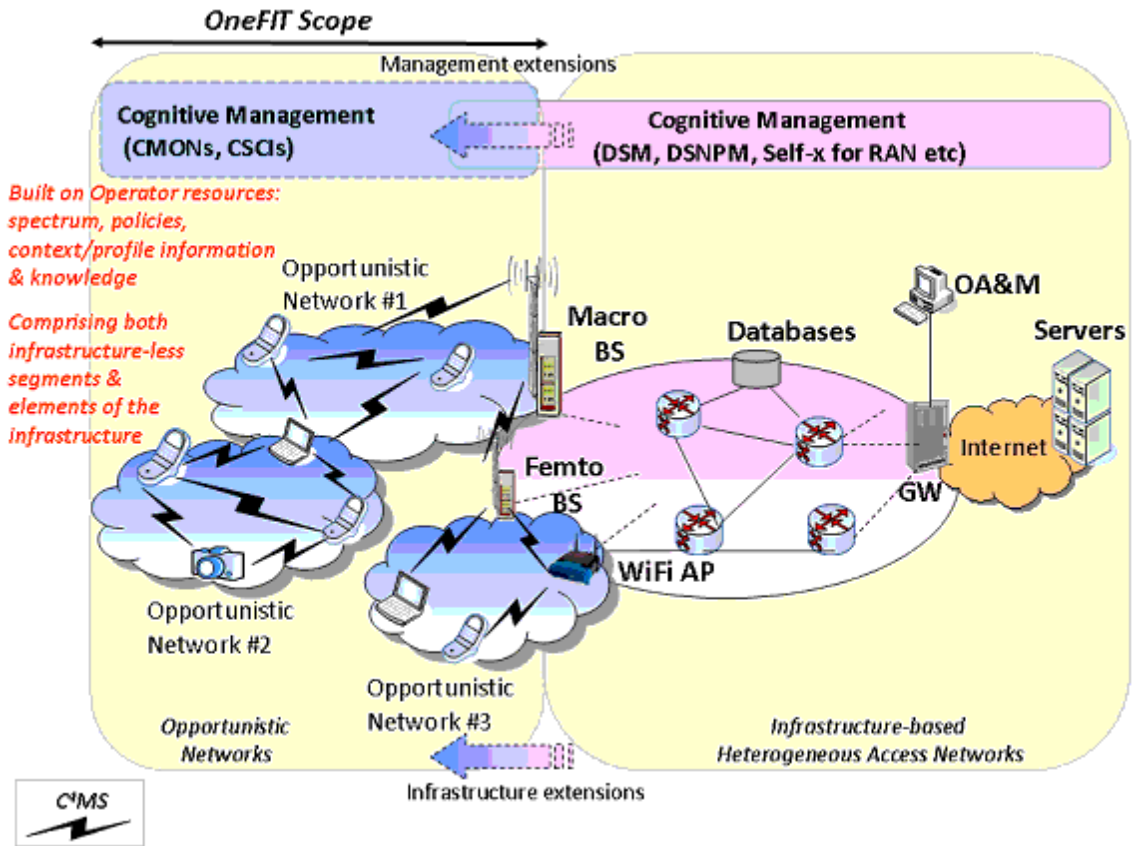 OneFIT Scope
Management extensions
Cognitive Management
(CMONs, CSCIs)
Cognitive Management
(DSM, DSNPM, Self-x for RAN etc)
Built on Operator resources:
spectrum, policies,
context/profile information
& knowledge
Comprising both
infrastructure-less
segments &
elements of the
infrastructure
Opportunistic
Network #1
Macro
BS
Databases
OA&M
Servers
Internet
GW
Femto
BS
WiFi AP
Opportunistic
Network #2
Opportunistic
Network #3
Opportunistic
Networks
Infrastructure-based
Heterogeneous Access Networks
Infrastructure extensions
C⁴MS